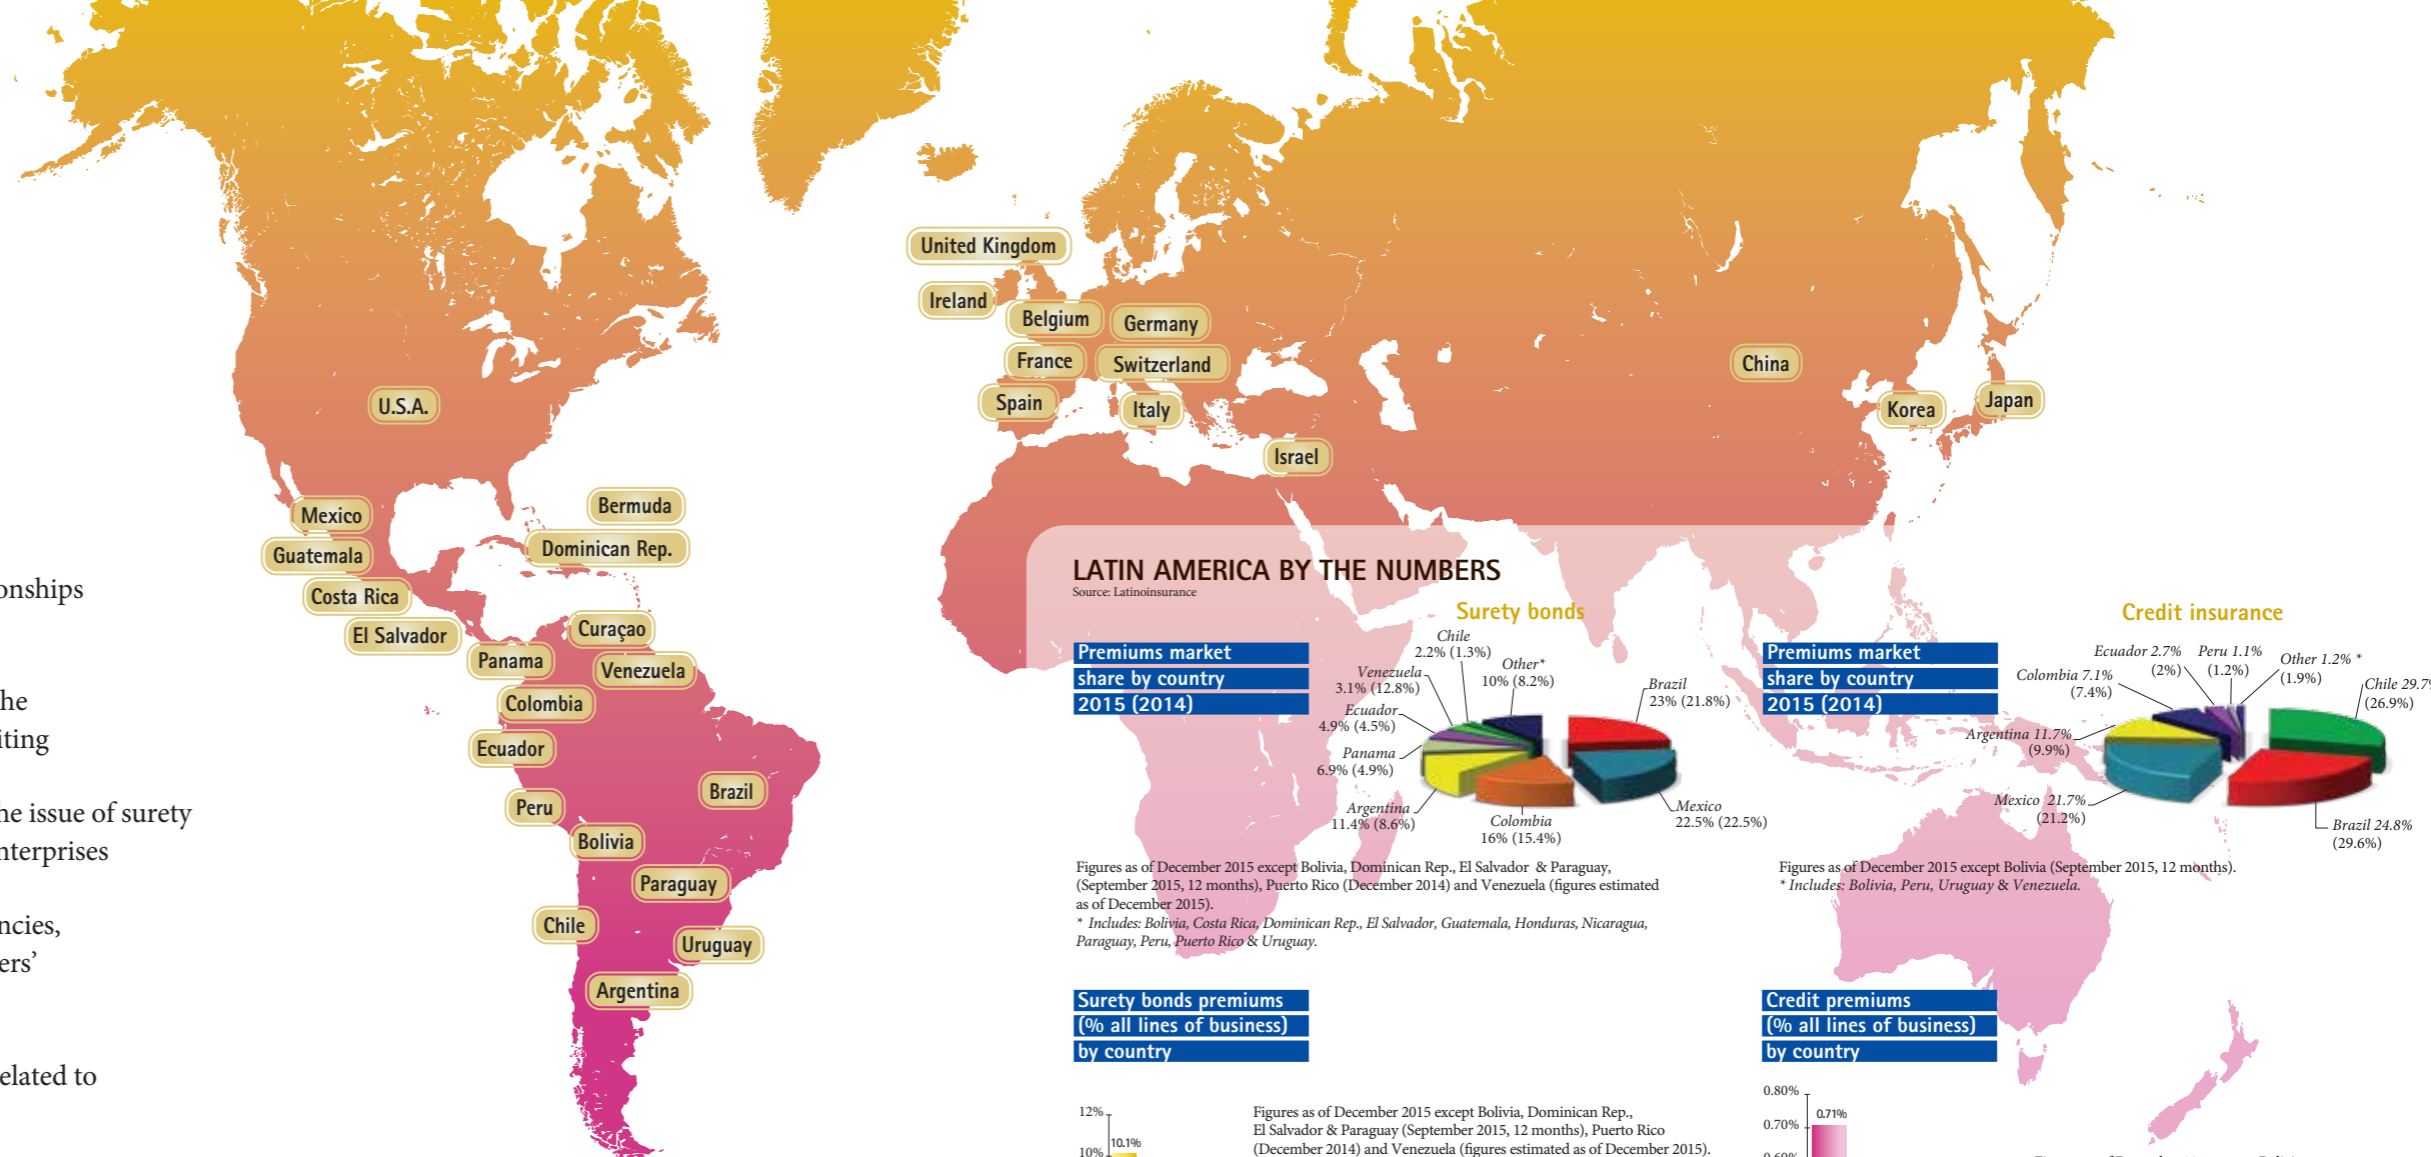 onships
he
iting
he issue of surety
nterprises
ncies,
ers’
elated to
United Kingdom
Ireland
Belgium
Germany
France
Switzerland
Spain
Italy
Israel
China
Korea
Japan
U.S.A.
Mexico
Bermuda
Guatemala
Dominican Rep.
Costa Rica
El Salvador
Curaçao
Panama
Venezuela
Colombia
Ecuador
Brazil
Peru
Bolivia
Paraguay
Chile
Uruguay
Argentina
LATIN AMERICA BY THE NUMBERS
Source: Latinoinsurance
Surety bonds
Premiums market
share by country
2015 (2014)
Chile
2.2% (1.3%)
Other*
10% (8.2%)
Venezuela
3.1% (12.8%)
Brazil
23% (21.8%)
Ecuador
4.9% (4.5%)
Panama
6.9% (4.9%)
Argentina
11.4% (8.6%)
Colombia
16% (15.4%)
Mexico
22.5% (22.5%)
Figures as of December 2015 except Bolivia, Dominican Rep., El Salvador & Paraguay,
(September 2015, 12 months), Puerto Rico (December 2014) and Venezuela (figures estimated
as of December 2015).
* Includes: Bolivia, Costa Rica, Dominican Rep., El Salvador, Guatemala, Honduras, Nicaragua,
Paraguay, Peru, Puerto Rico & Uruguay.
Credit insurance
Premiums market
share by country
2015 (2014)
Ecuador 2.7%
(2%)
Peru 1.1%
(1.2%)
Other 1.2% *
(1.9%)
Colombia 7.1%
(7.4%)
Chile 29.7%
(26.9%)
Argentina 11.7%
(9.9%)
Mexico 21.7%
(21.2%)
Brazil 24.8%
(29.6%)
Figures as of December 2015 except Bolivia (September 2015, 12 months).
* Includes: Bolivia, Peru, Uruguay & Venezuela.
Surety bonds premiums
(% all lines of business)
by country
12%
10.1%
10%
Figures as of December 2015 except Bolivia, Dominican Rep.,
El Salvador & Paraguay (September 2015, 12 months), Puerto Rico
(December 2014) and Venezuela (figures estimated as of December 2015).
Credit premiums
(% all lines of business)
by country
0.80%
0.71%
0.70%